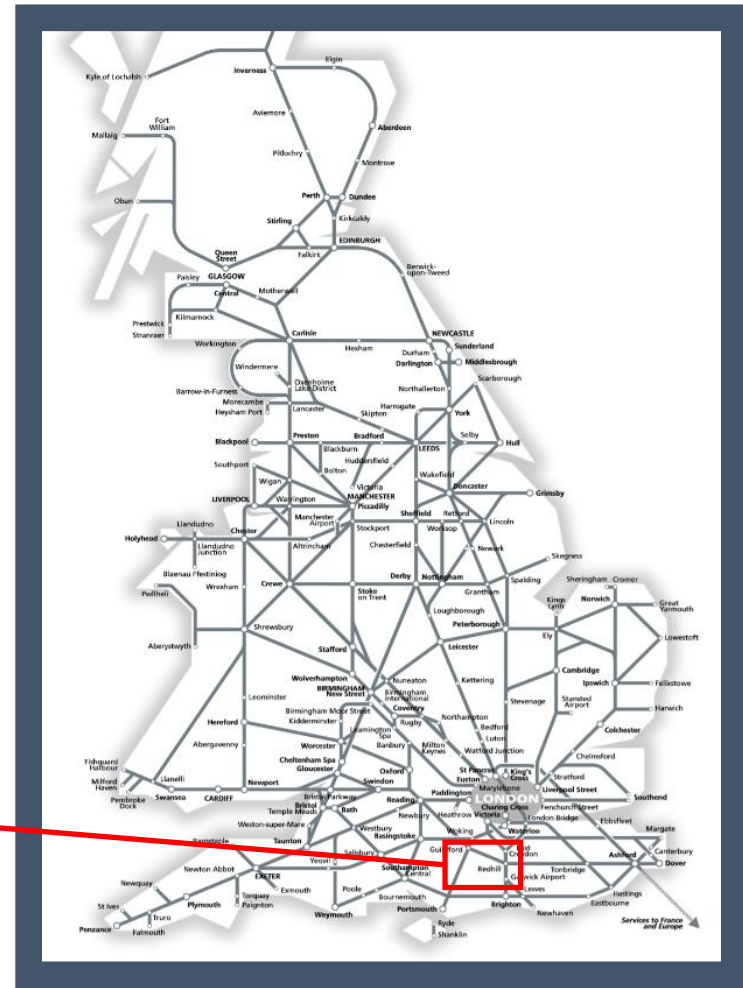 Elgin
Kyle of Lochalsh
Inverness
Aviemore
Fort
William
Aberdeen
Mallaig
Pitlochry
Montrose
Oban
Perth
Dundee
Stirling
Kirkcaldy
Queen
Street
Falkirk
EDINBURGH
Berwick-
upon-Tweed
Paisley
GLASGOW
Central
Motherwell
Prestwick
Kilmarnock
Stranraer
Carlisle
NEWCASTLE
Workington
Hexham
Sunderland
Durham
Darlington
Middlesbrough
Windermere
Scarborough
Oxenholme
Lake District
Northallerton
Barrow-in-Furness
Morecambe
Heysham Port
Lancaster
Harrogate
York
Skipton
Blackpool
Preston
Bradford
Selby
Hull
Blackburn
LEEDS
Southport
Bolton
Huddersfield
Wakefield
Wigan
Victoria
Doncaster
MANCHESTER
Grimsby
LIVERPOOL
Warrington
Piccadilly
Sheffield
Retford
Llandudno
Manchester
Airport
Stockport
Worksop
Lincoln
Holyhead
Chester
Llandudno
Junction
Altrincham
Chesterfield
Newark
Skegness
Blaenau Ffestiniog
Wrexham
Crewe
Stoke
on Trent
Derby
Nottingham
Spalding
Sheringham
Cromer
Pwllheli
Grantham
Kings
Lynn
Norwich
Great
Yarmouth
Loughborough
Shrewsbury
Peterborough
Ely
Lowestoft
Aberystwyth
Stafford
Leicester
Wolverhampton
Cambridge
BIRMINGHAM
New Street
Nuneaton
Kettering
Ipswich
Felixstowe
Birmingham
International
Leominster
Birmingham Moor Street
Coventry
Stevenage
Stansted
Airport
Harwich
Kidderminster
Rugby
Northampton
Hereford
Leamington
Spa
Bedford
Colchester
Abergavenny
Worcester
Banbury
Milton
Keynes
Luton
Watford Junction
Chelmsford
Fishguard
Harbour
Cheltenham Spa
Gloucester
Oxford
St Pancras
King's
Cross
Stratford
Milford
Haven
Llanelli
Newport
Swindon
Euston
Marylebone
Liverpool Street
Pembroke
Dock
Swansea
CARDIFF
Bristol Parkway
Reading
Paddington
LONDON
Southend
Bristol
Temple Meads
Bath
Newbury
Heathrow
Victoria
Charing Cross
Fenchurch Street
London Bridge
Ebbsfleet
Weston-super-Mare
Westbury
Basingstoke
Woking
Waterloo
Margate
Barnstaple
Taunton
Salisbury
Guildford
East
Croydon
Canterbury
Newton Abbot
Yeovil
Southampton
Central
Redhill
Tonbridge
Ashford
Dover
Newquay
EXETER
Exmouth
Poole
Gatwick Airport
St Ives
Plymouth
Torquay
Paignton
Bournemouth
Lewes
Hastings
Truro
Weymouth
Portsmouth
Brighton
Eastbourne
Newhaven
Penzance
Falmouth
Ryde
Shanklin
Services to France
and Europe